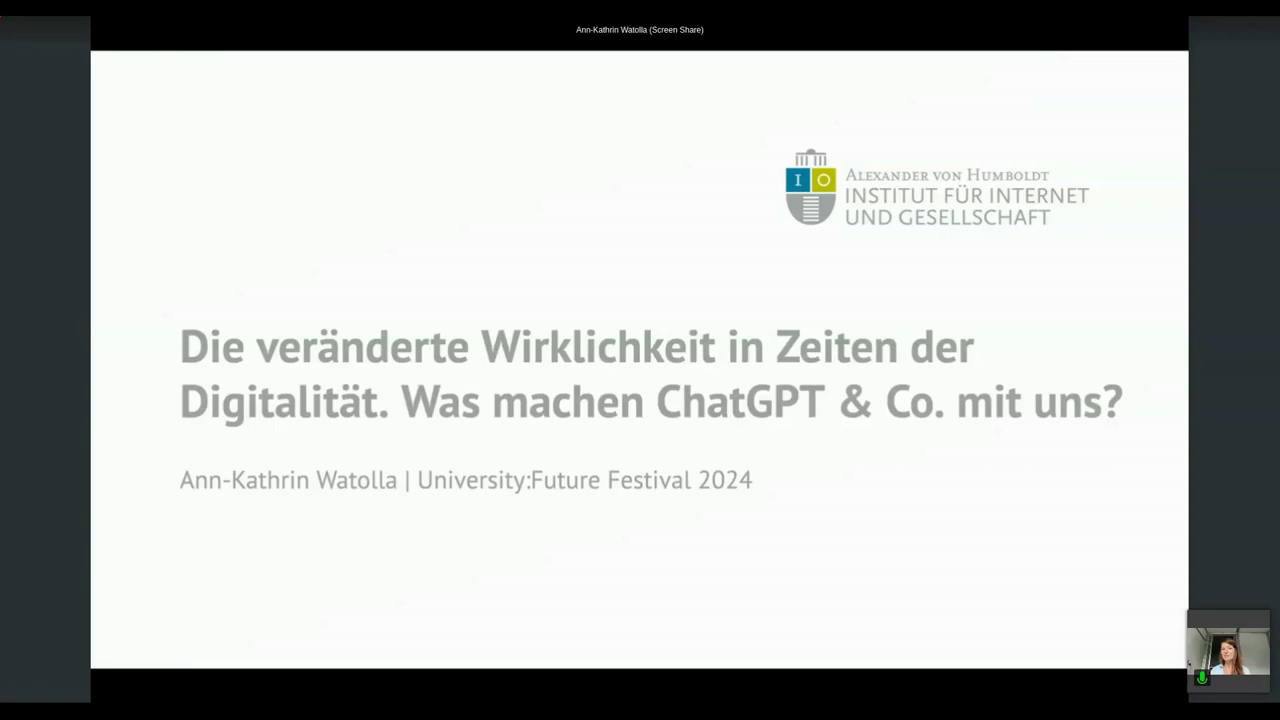 Ann-Kathrin Watolla (Screen Share)
I O
ALEXANDER VON HUMBOLDT
INSTITUT FÜR INTERNET
UND GESELLSCHAFT
Die veränderte Wirklichkeit in Zeiten der
Digitalität. Was machen ChatGPT & Co. mit uns?
Ann-Kathrin Watolla | University:Future Festival 2024